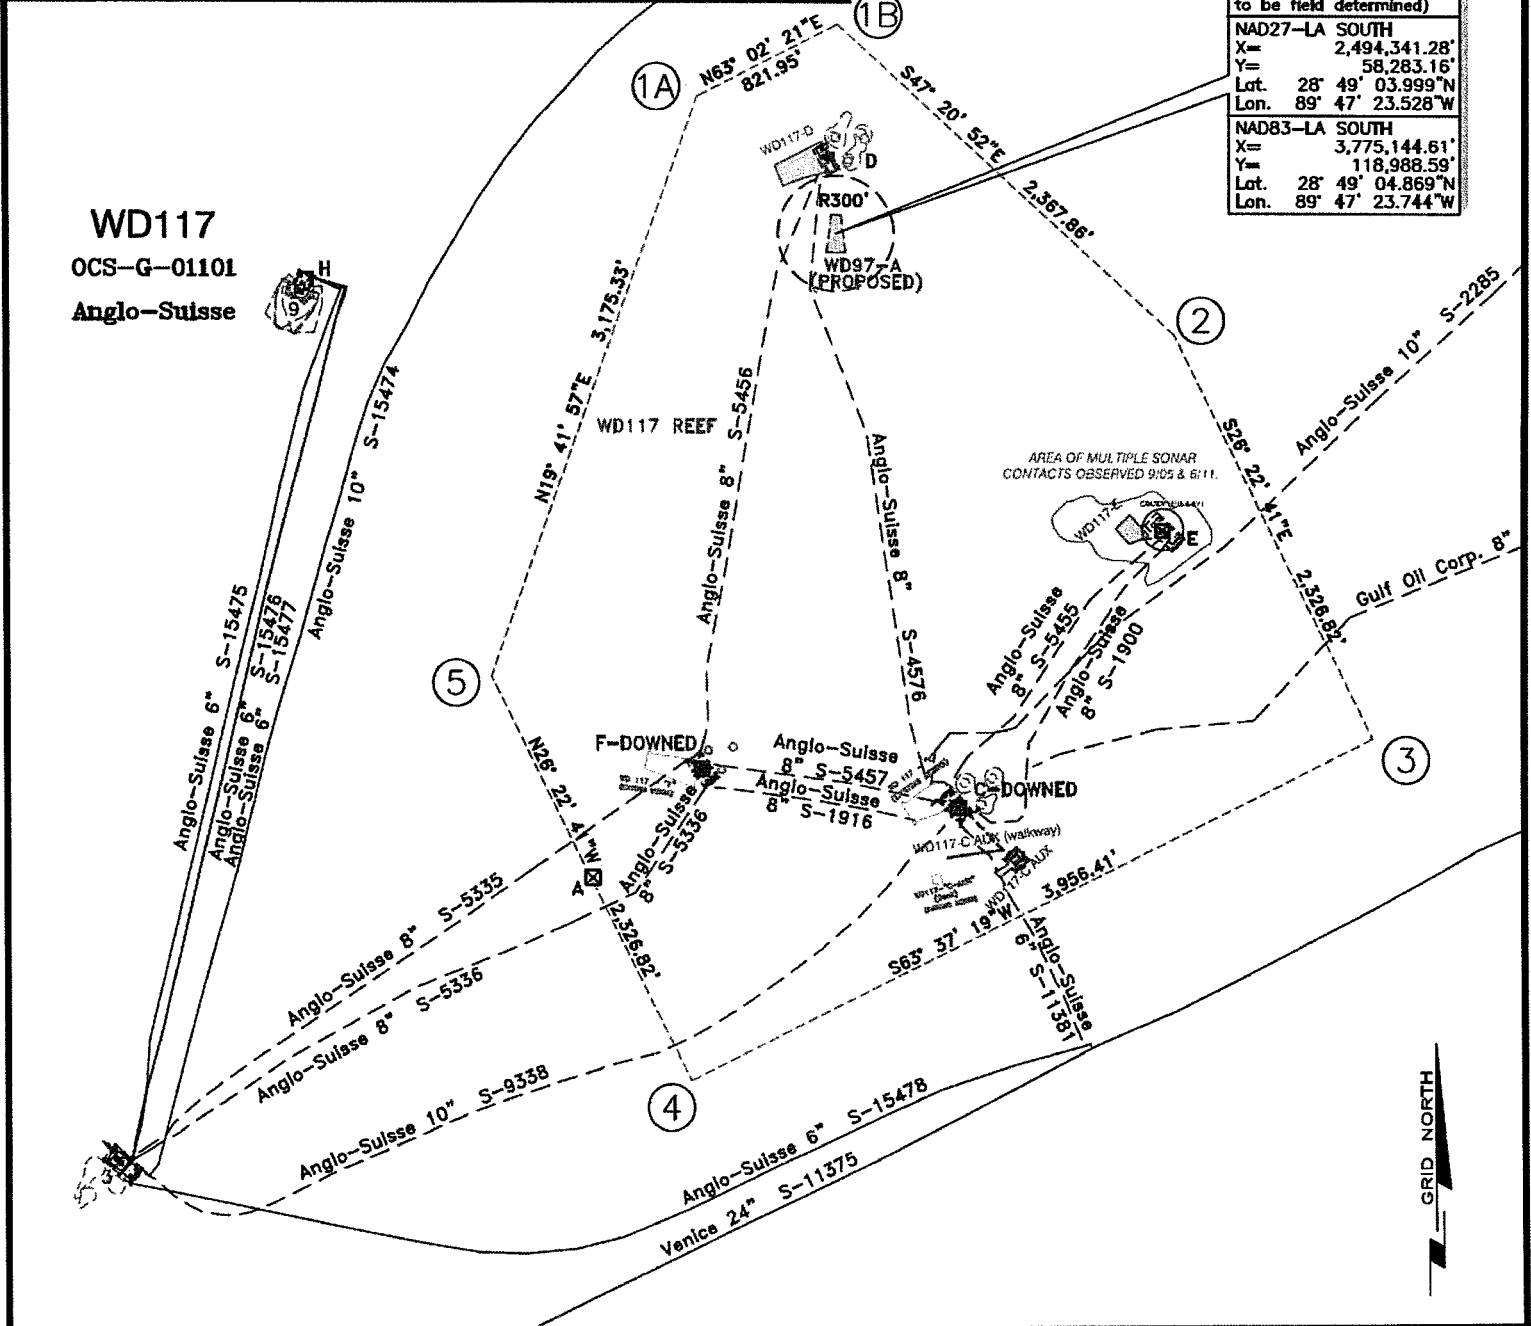 to be field determined)
NAD27-LA SOUTH
X= 2,494,341.28'
Y= 58,283.16'
Lat. 28° 49' 03.999"N
Lon. 89° 47' 23.528"W
NAD83-LA SOUTH
X= 3,775,144.61'
Y= 118,988.59'
Lat. 28° 49' 04.869"N
Lon. 89° 47' 23.744"W
1B
N63° 02' 21"E
821.95'
1A
S47° 20' 52"E
2,367.86'
WD117-D
D
R300'
WD97-A
(PROPOSED)
WD117
OCS-G-01101
Anglo-Suisse
H
9
N19° 41' 57"E
3,175.33'
Anglo-Suisse 10" S-15474
WD117 REEF
Anglo-Suisse 8" S-5456
Anglo-Suisse 8" S-4576
2
Anglo-Suisse 10" S-2285
S26° 22' 41"E
2,326.82'
AREA OF MULTIPLE SONAR
CONTACTS OBSERVED 9/05 & 6/11.
WD117-E
E
Gulf Oil Corp. 8"
Anglo-Suisse
8" S-5455
Anglo-Suisse
8" S-1900
Anglo-Suisse 6" S-15475
Anglo-Suisse 6" S-15476
Anglo-Suisse 6" S-15477
5
F-DOWNED
Anglo-Suisse
8" S-5457
Anglo-Suisse
8" S-1916
C-DOWNED
3
N26° 22' 41"W
2,326.82'
A
Anglo-Suisse
8" S-5336
WD117-C AUX (walkway)
WD117-C AUX
3,956.41'
S63° 37' 19"W
Anglo-Suisse
6" S-11381
Anglo-Suisse 8" S-5335
Anglo-Suisse 8" S-5336
Anglo-Suisse 10" S-9338
4
Anglo-Suisse 6" S-15478
Venice 24" S-11375
3
GRID NORTH